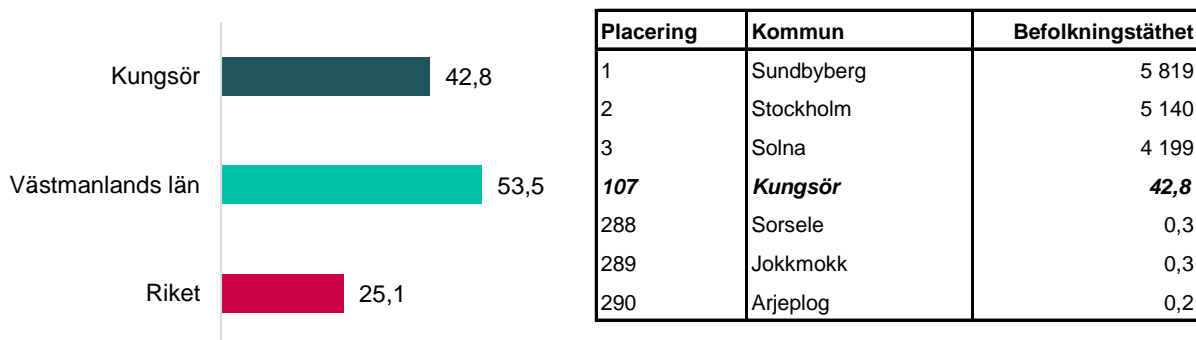 Kungsör 42,8
Västmanlands län 53,5
Riket 25,1
Placering Kommun Befolkningstäthet
1 Sundbyberg 5 819
2 Stockholm 5 140
3 Solna 4 199
107 Kungsör 42,8
288 Sorsele 0,3
289 Jokkmokk 0,3
290 Arjeplog 0,2